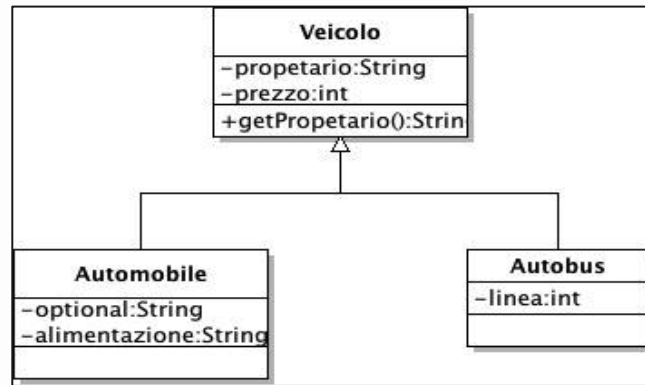 Veicolo
-propetario:String
-prezzo:int
+getPropetario():Strin
Automobile
-optional:String
-alimentazione:String
Autobus
-linea:int